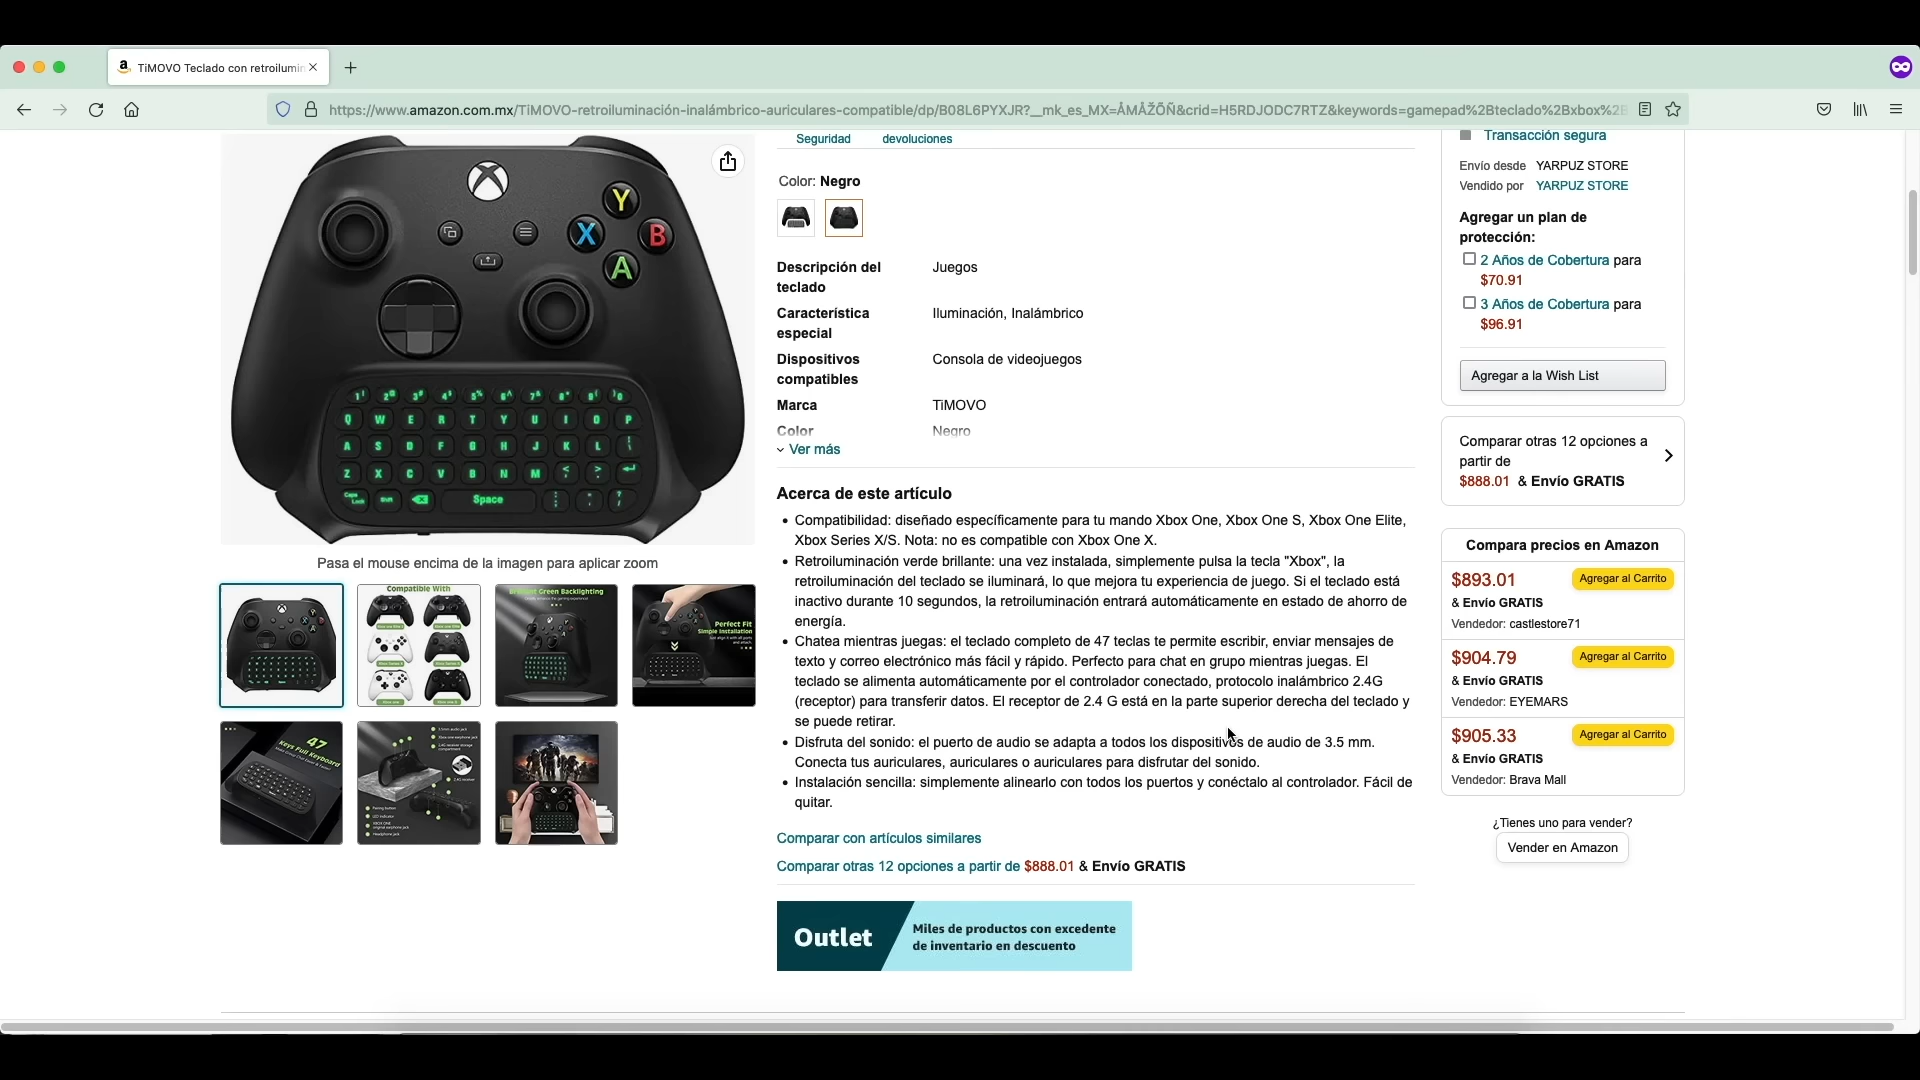 TiMOVO Teclado con retroilumin
https://www.amazon.com.mx/TiMOVO-retroiluminación-inalámbrico-auriculares-compatible/dp/B08L6PYXJR?__mk_es_MX=ÅMÅŽÕÑ&crid=H5RDJODC7RTZ&keywords=gamepad%2Bteclado%2Bxbox%2B
Y
X
B
A
Q W E R T Y U I O P
A S D F G H J K L
Z X C V B N M < >
Caps Lock
Space
Pasa el mouse encima de la imagen para aplicar zoom
Compatible With
Brilliant Green Backlighting
Perfect Fit
Simple Installation
47
Keys Full Keyboard
Seguridad
devoluciones
Color: Negro
Descripción del teclado
Juegos
Característica especial
Iluminación, Inalámbrico
Dispositivos compatibles
Consola de videojuegos
Marca
TiMOVO
Color
Negro
Ver más
Acerca de este artículo
• Compatibilidad: diseñado específicamente para tu mando Xbox One, Xbox One S, Xbox One Elite,
Xbox Series X/S. Nota: no es compatible con Xbox One X.
• Retroiluminación verde brillante: una vez instalada, simplemente pulsa la tecla "Xbox", la
retroiluminación del teclado se iluminará, lo que mejora tu experiencia de juego. Si el teclado está
inactivo durante 10 segundos, la retroiluminación entrará automáticamente en estado de ahorro de
energía.
• Chatea mientras juegas: el teclado completo de 47 teclas te permite escribir, enviar mensajes de
texto y correo electrónico más fácil y rápido. Perfecto para chat en grupo mientras juegas. El
teclado se alimenta automáticamente por el controlador conectado, protocolo inalámbrico 2.4G
(receptor) para transferir datos. El receptor de 2.4 G está en la parte superior derecha del teclado y
se puede retirar.
• Disfruta del sonido: el puerto de audio se adapta a todos los dispositivos de audio de 3.5 mm.
Conecta tus auriculares, auriculares o auriculares para disfrutar del sonido.
• Instalación sencilla: simplemente alinearlo con todos los puertos y conéctalo al controlador. Fácil de
quitar.
Comparar con artículos similares
Comparar otras 12 opciones a partir de $888.01 & Envío GRATIS
Outlet
Miles de productos con excedente
de inventario en descuento
Transacción segura
Envío desde YARPUZ STORE
Vendido por YARPUZ STORE
Agregar un plan de
protección:
2 Años de Cobertura para
$70.91
3 Años de Cobertura para
$96.91
Agregar a la Wish List
Comparar otras 12 opciones a
partir de
$888.01 & Envío GRATIS
Compara precios en Amazon
$893.01 Agregar al Carrito
& Envío GRATIS
Vendedor: castlestore71
$904.79 Agregar al Carrito
& Envío GRATIS
Vendedor: EYEMARS
$905.33 Agregar al Carrito
& Envío GRATIS
Vendedor: Brava Mall
¿Tienes uno para vender?
Vender en Amazon